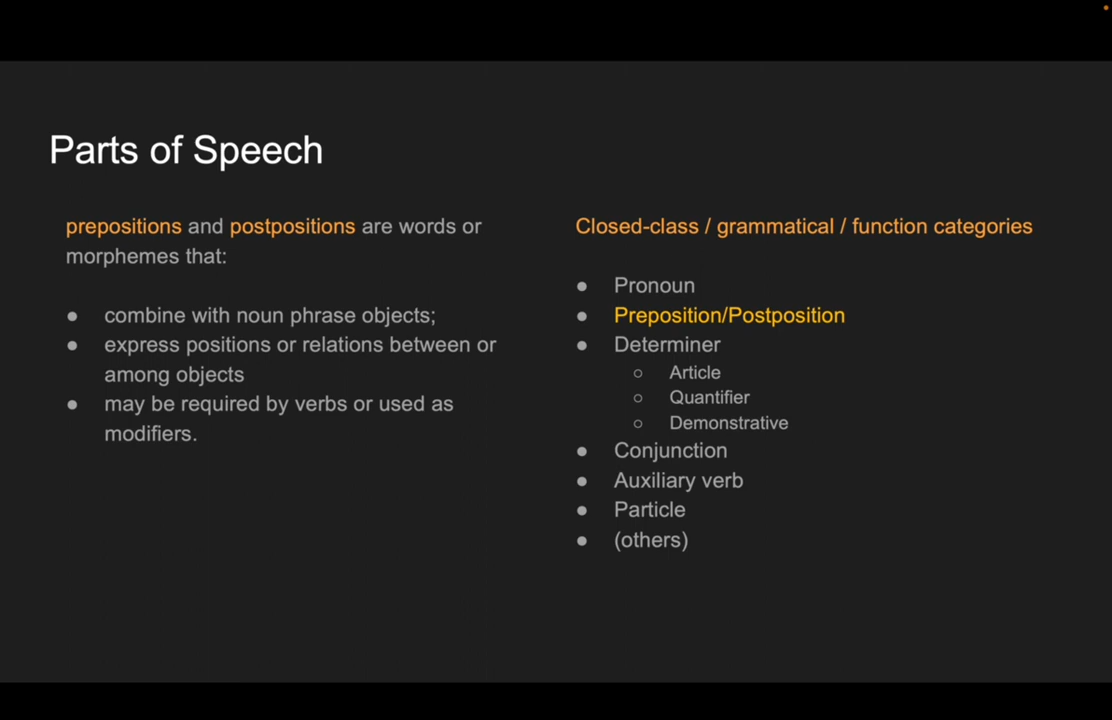 Parts of Speech
prepositions and postpositions are words or
morphemes that:
● combine with noun phrase objects;
● express positions or relations between or
among objects
● may be required by verbs or used as
modifiers.
Closed-class / grammatical / function categories
● Pronoun
● Preposition/Postposition
● Determiner
○ Article
○ Quantifier
○ Demonstrative
● Conjunction
● Auxiliary verb
● Particle
● (others)